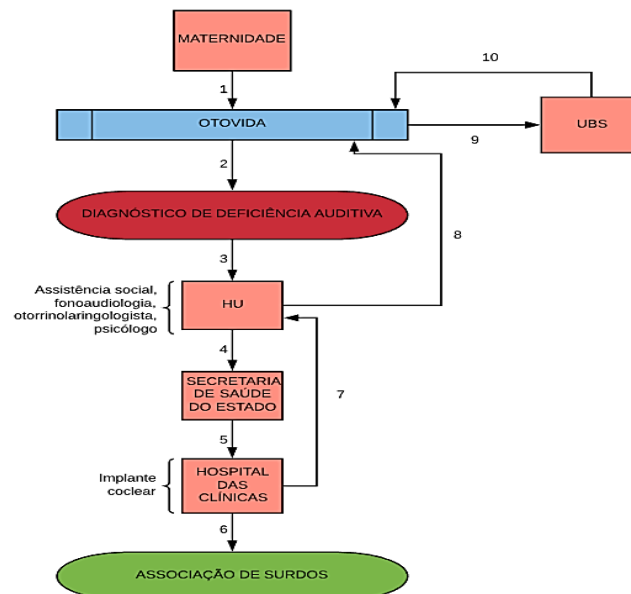 MATERNIDADE
1
10
OTOVIDA
9
UBS
2
DIAGNÓSTICO DE DEFICIÊNCIA AUDITIVA
8
3
Assistência social,
fonoaudiologia,
otorrinolaringologista,
psicólogo
HU
4
SECRETARIA
DE SAÚDE
DO ESTADO
7
5
Implante
coclear
HOSPITAL
DAS
CLÍNICAS
6
ASSOCIAÇÃO DE SURDOS